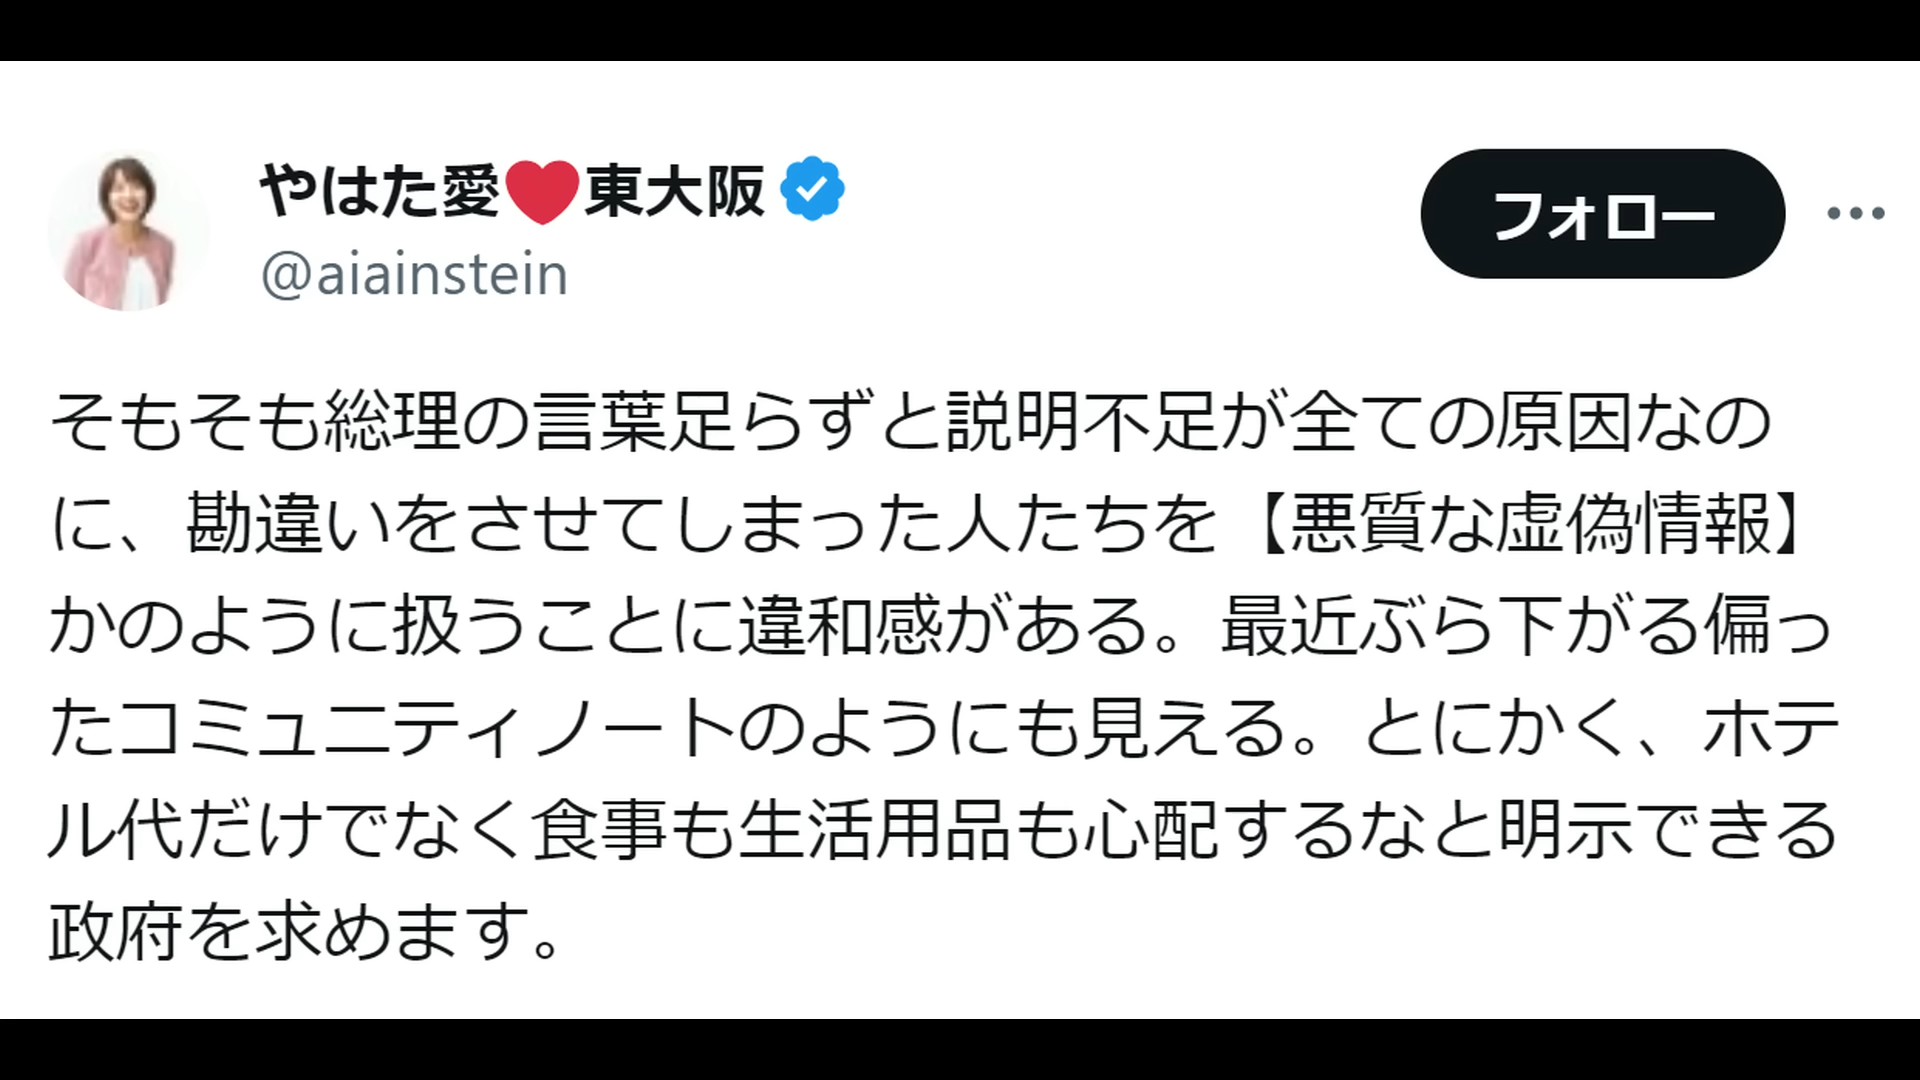 やはた愛❤東大阪
@aiainstein
フォロー
そもそも総理の言葉足らずと説明不足が全ての原因なの
に、勘違いをさせてしまった人たちを【悪質な虚偽情報】
かのように扱うことに違和感がある。最近ぶら下がる偏っ
たコミュニティノートのようにも見える。とにかく、ホテ
ル代だけでなく食事も生活用品も心配するなと明示できる
政府を求めます。